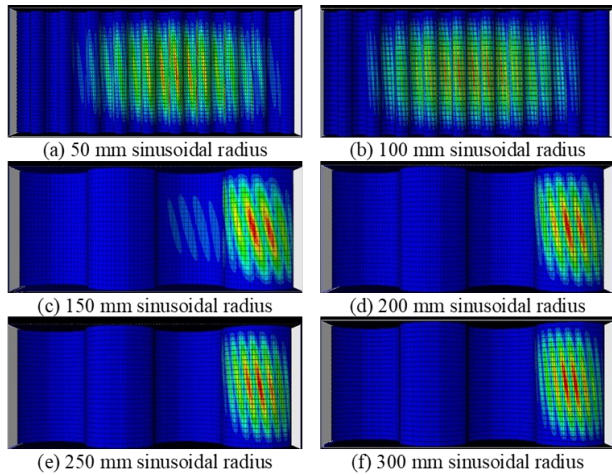 (a) 50 mm sinusoidal radius
(b) 100 mm sinusoidal radius
(c) 150 mm sinusoidal radius
(d) 200 mm sinusoidal radius
(e) 250 mm sinusoidal radius
(f) 300 mm sinusoidal radius